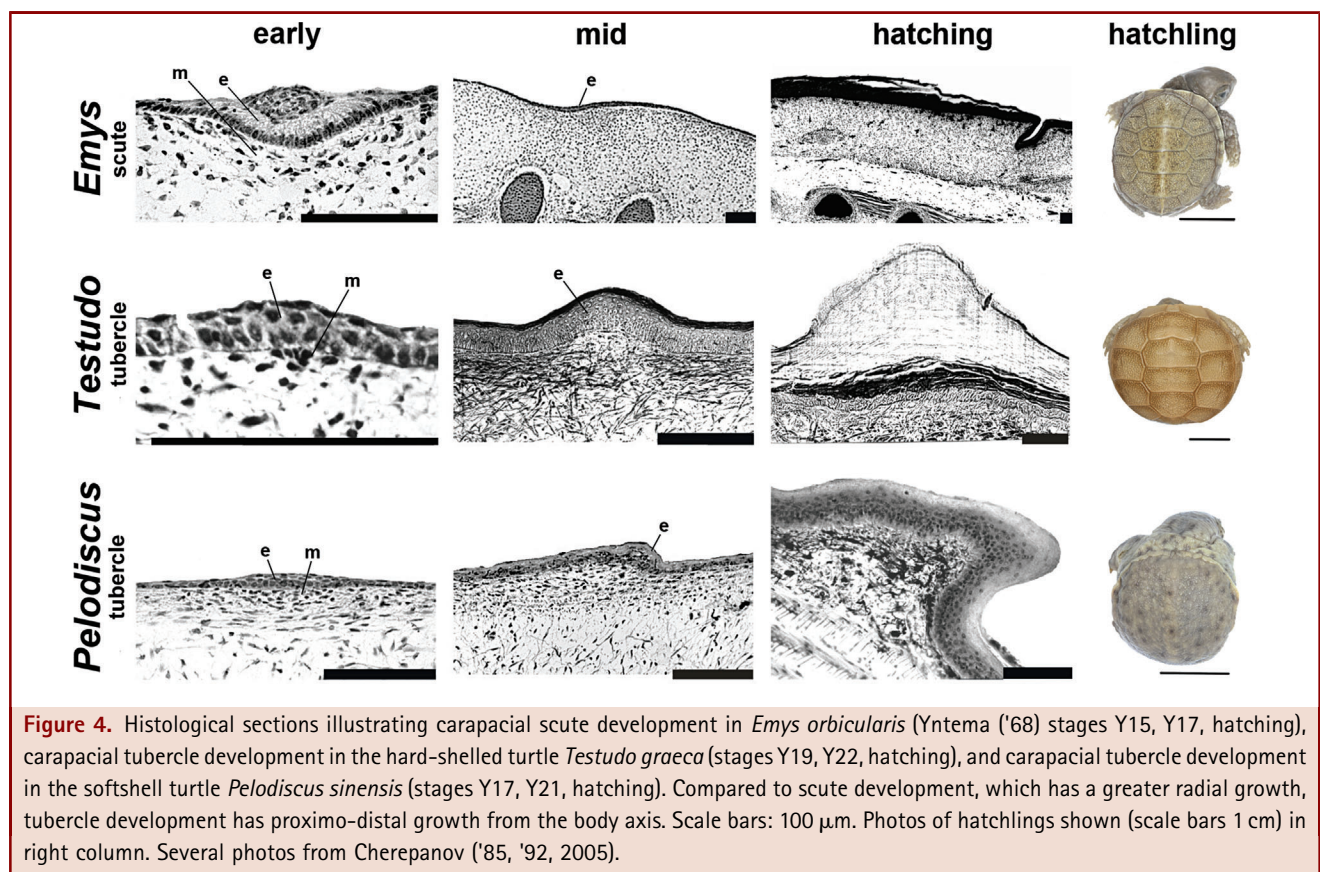 early
mid
hatching
hatchling
Emys
scute
m
e
e
Testudo
tubercle
e
m
e
Pelodiscus
tubercle
e
m
e
Figure 4. Histological sections illustrating carapacial scute development in Emys orbicularis (Yntema ('68) stages Y15, Y17, hatching),
carapacial tubercle development in the hard-shelled turtle Testudo graeca (stages Y19, Y22, hatching), and carapacial tubercle development
in the softshell turtle Pelodiscus sinensis (stages Y17, Y21, hatching). Compared to scute development, which has a greater radial growth,
tubercle development has proximo-distal growth from the body axis. Scale bars: 100 μm. Photos of hatchlings shown (scale bars 1 cm) in
right column. Several photos from Cherepanov ('85, '92, 2005).